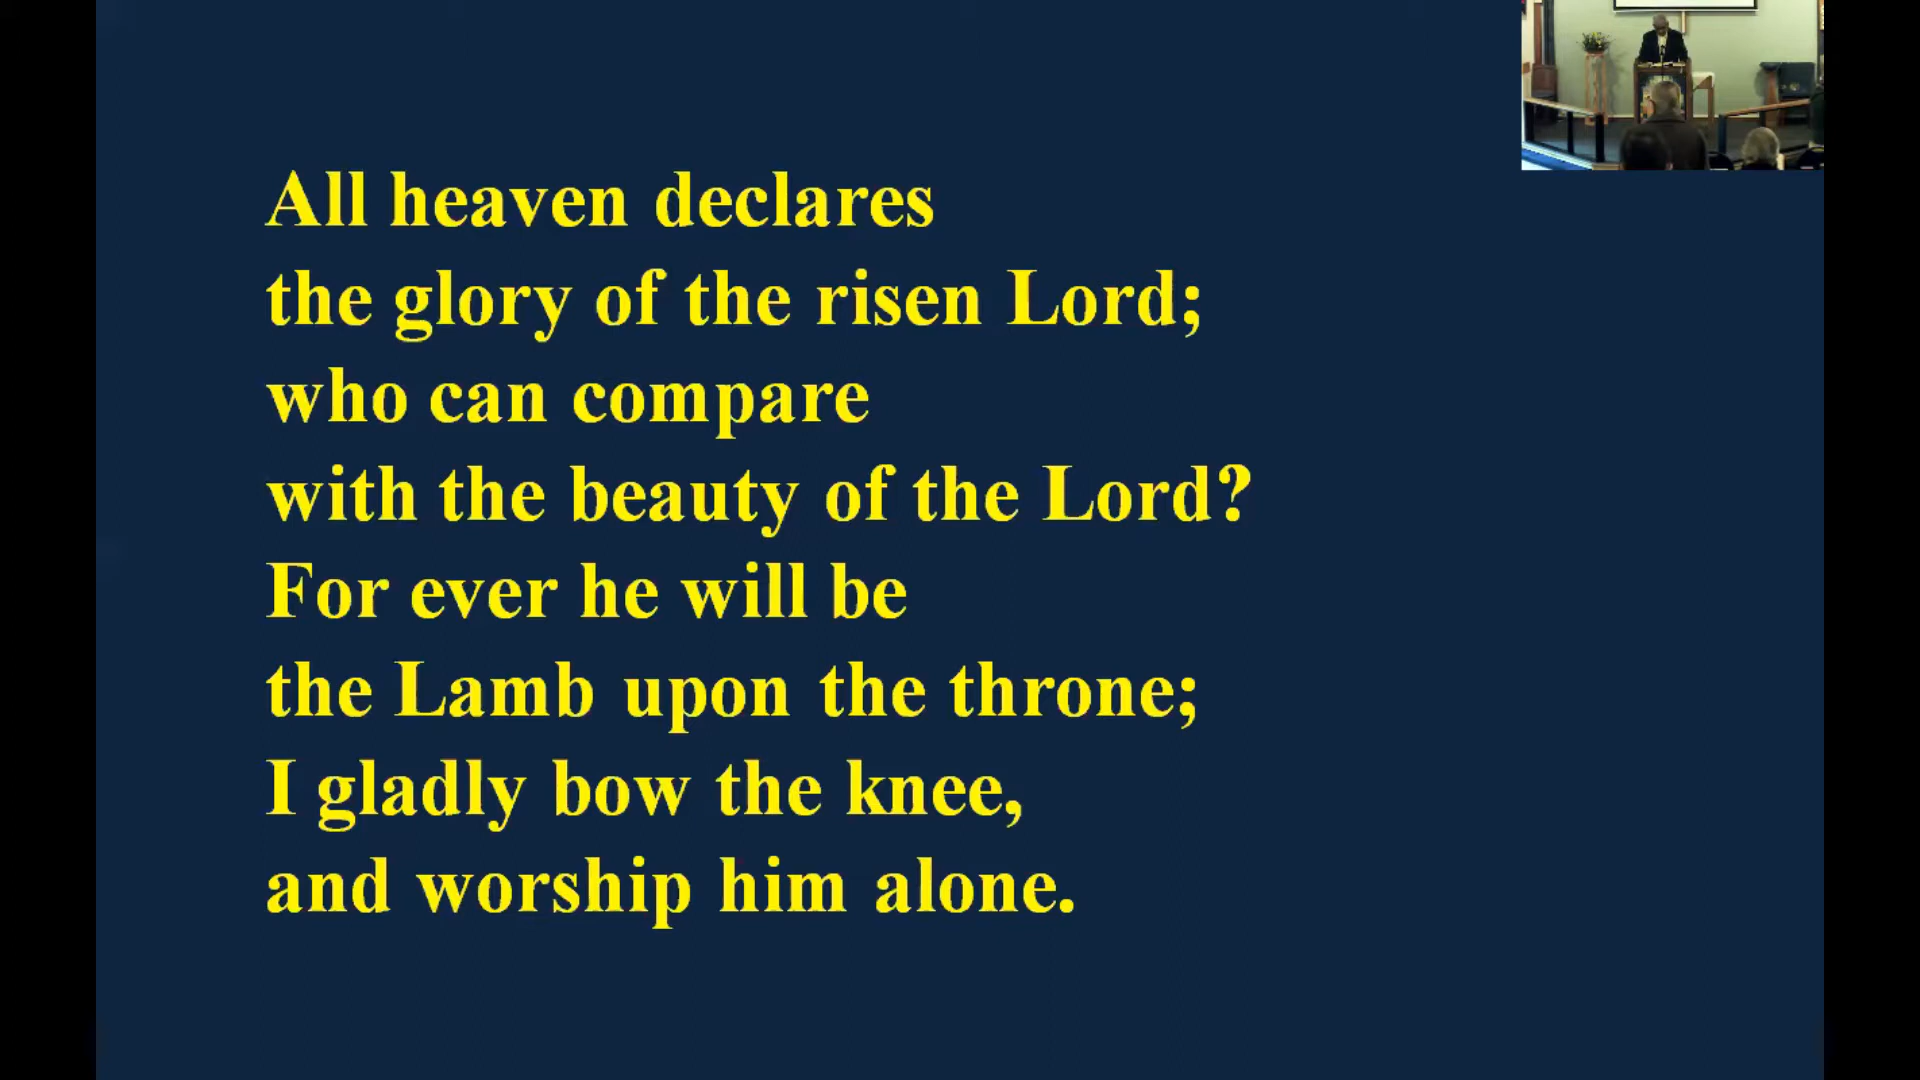 All heaven declares
the glory of the risen Lord;
who can compare
with the beauty of the Lord?
For ever he will be
the Lamb upon the throne;
I gladly bow the knee,
and worship him alone.